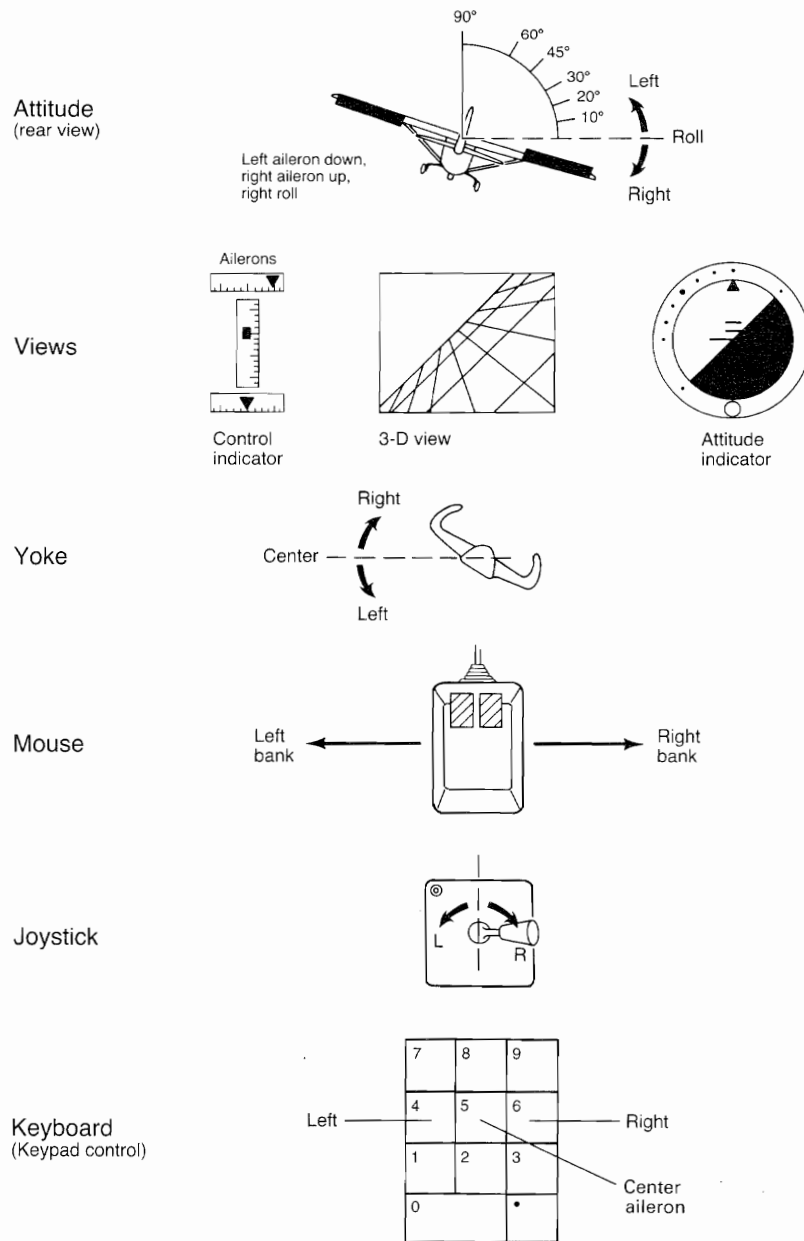 90°
60°
45°
30°
20°
10°
Left
Attitude
(rear view)
Roll
Left aileron down,
right aileron up,
right roll
Right
Ailerons
Views
Control
indicator
3-D view
Attitude
indicator
Right
Yoke
Center
Left
Mouse
Left
bank
Right
bank
Joystick
L
R
7 8 9
Keyboard
(Keypad control)
Left
4 5 6
Right
1 2 3
Center
aileron
0 •